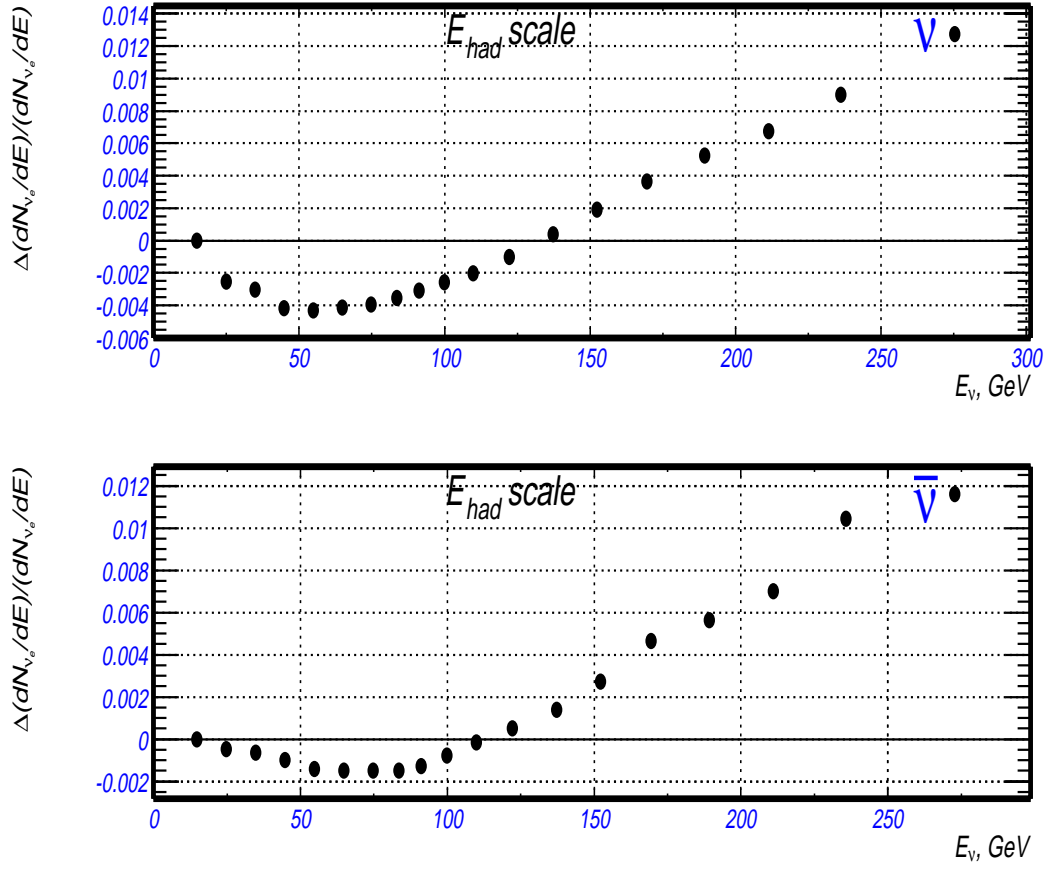 Δ(dN_νe/dE)/(dN_νe/dE)
0.014
0.012
0.01
0.008
0.006
0.004
0.002
0
-0.002
-0.004
-0.006
E_had scale
ν
0 50 100 150 200 250 300
E_ν, GeV
Δ(dN_νe/dE)/(dN_νe/dE)
0.012
0.01
0.008
0.006
0.004
0.002
0
-0.002
E_had scale
ν̅
0 50 100 150 200 250
E_ν, GeV